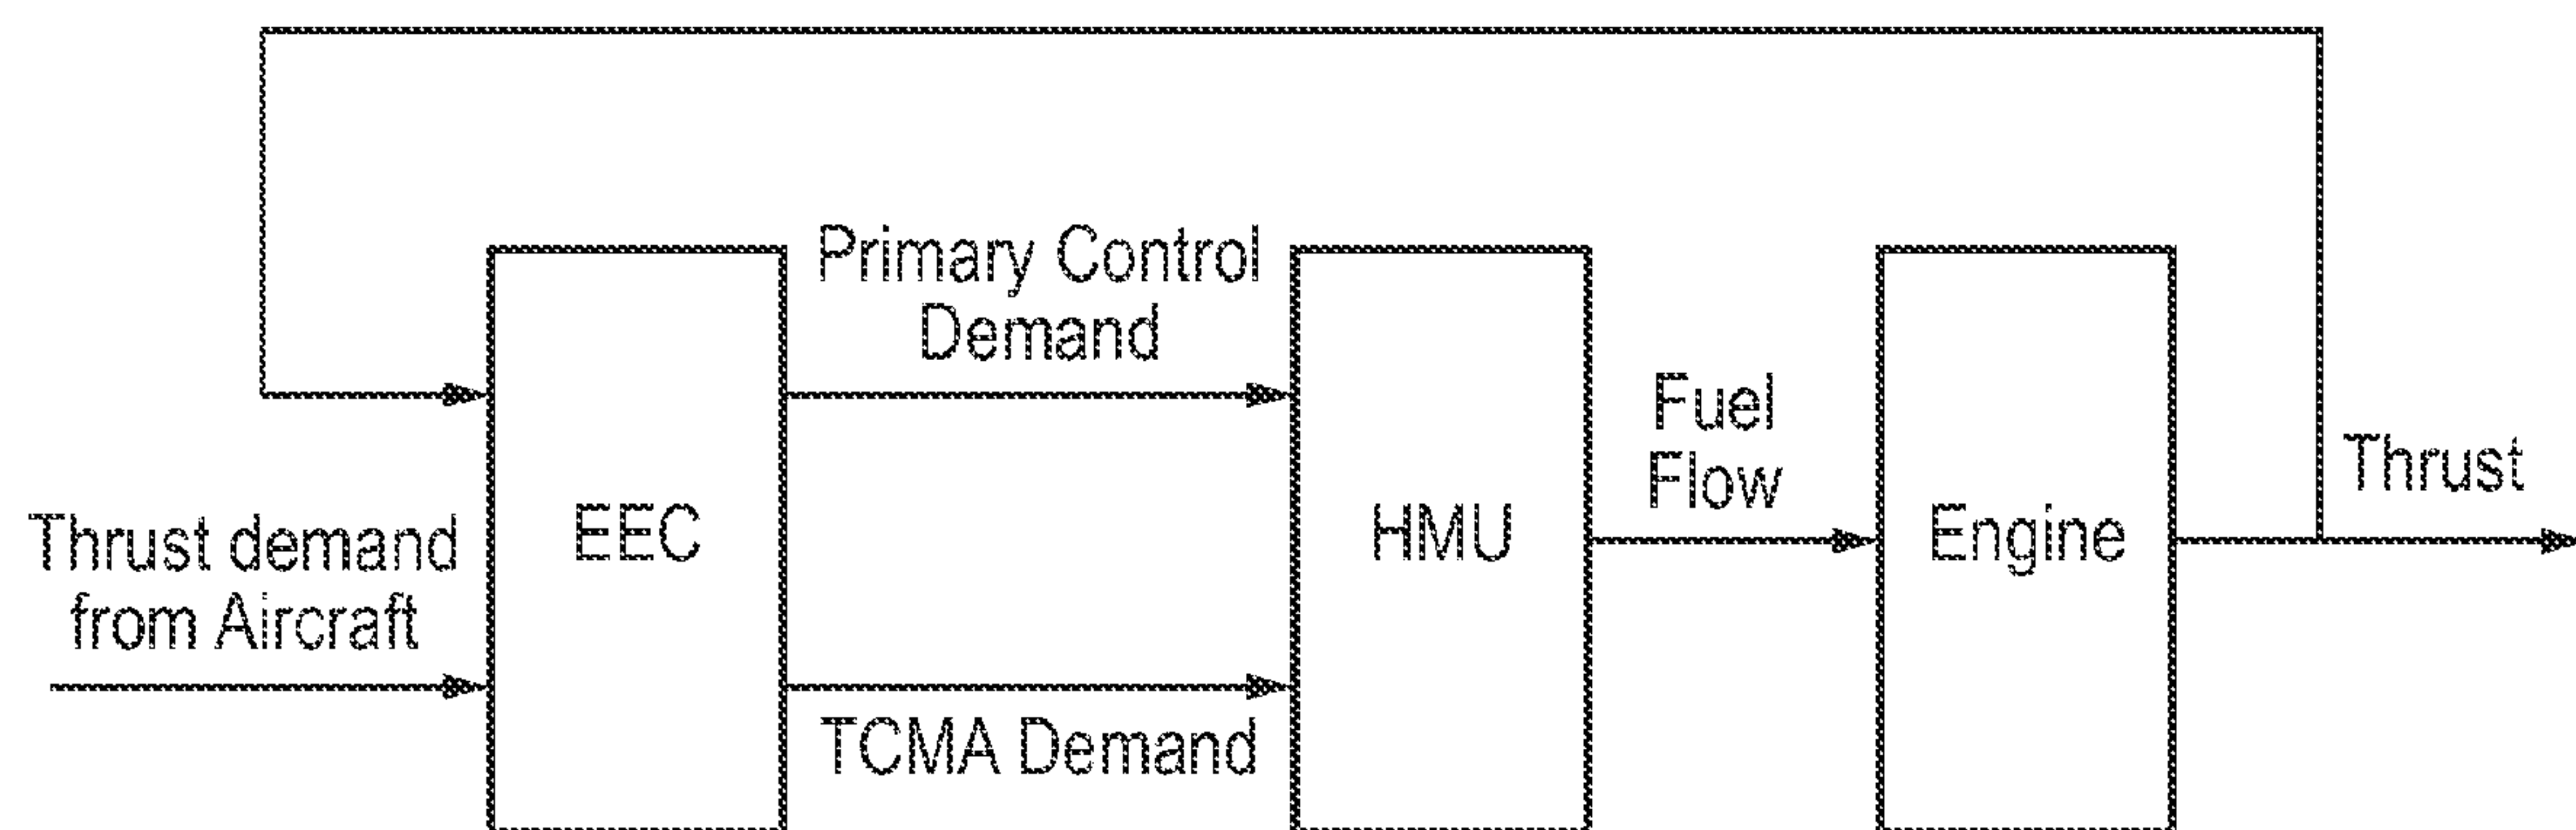 Primary Control
Demand
Fuel
Flow
Thrust
Thrust demand
from Aircraft
EEC
HMU
Engine
TCMA Demand